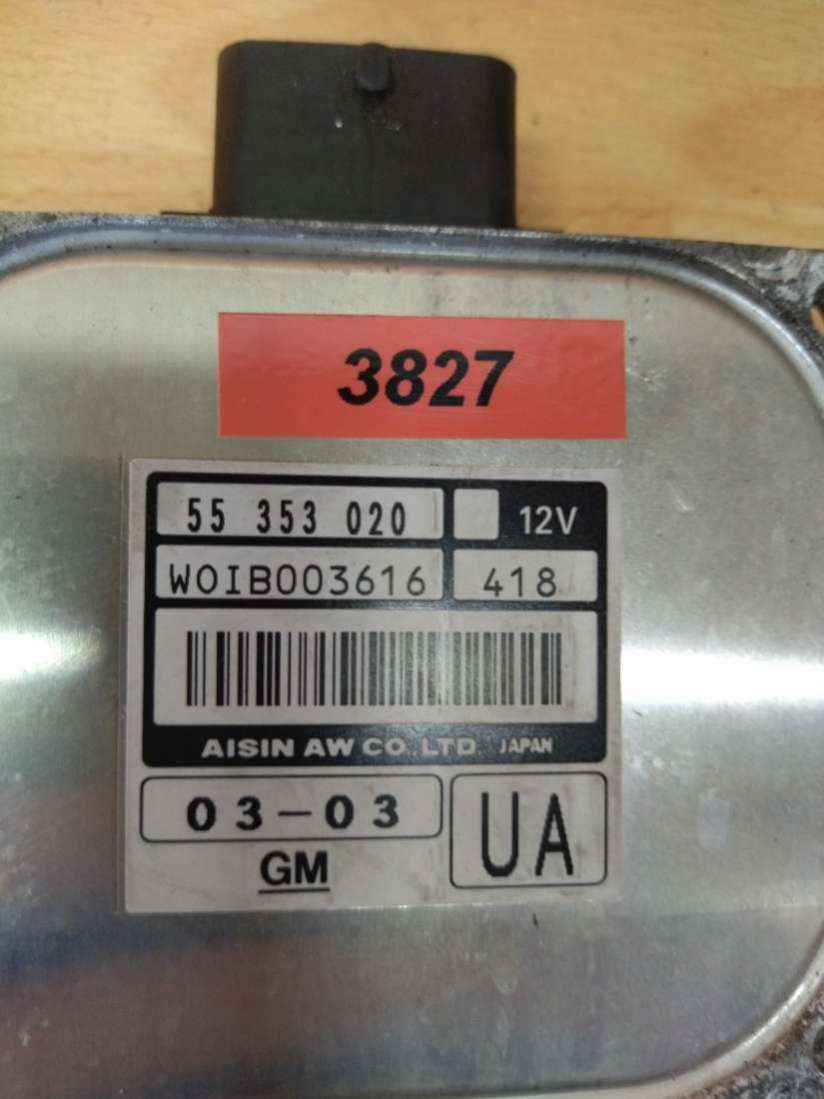 3827
55 353 020 12V
W0IB003616 418
AISIN AW CO.,LTD. JAPAN
03-03
UA
GM